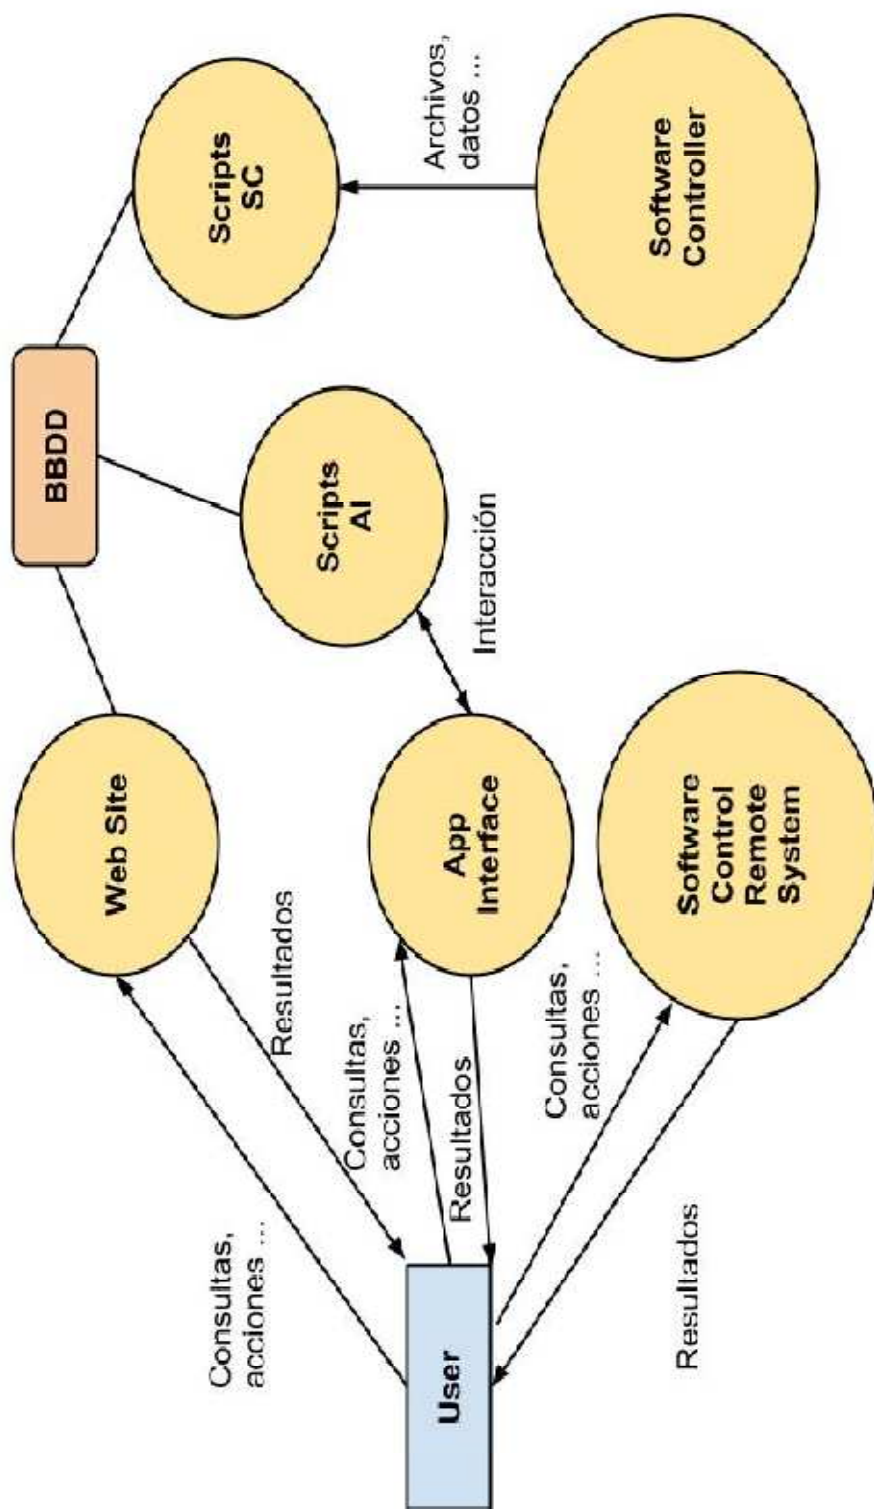 BBDD
Web Site
Scripts
AI
Scripts
SC
Consultas,
acciones ...
Resultados
Interacción
Archivos,
datos ...
User
Consultas,
acciones ...
Resultados
App
Interface
Consultas,
acciones ...
Resultados
Software
Control
Remote
System
Software
Controller